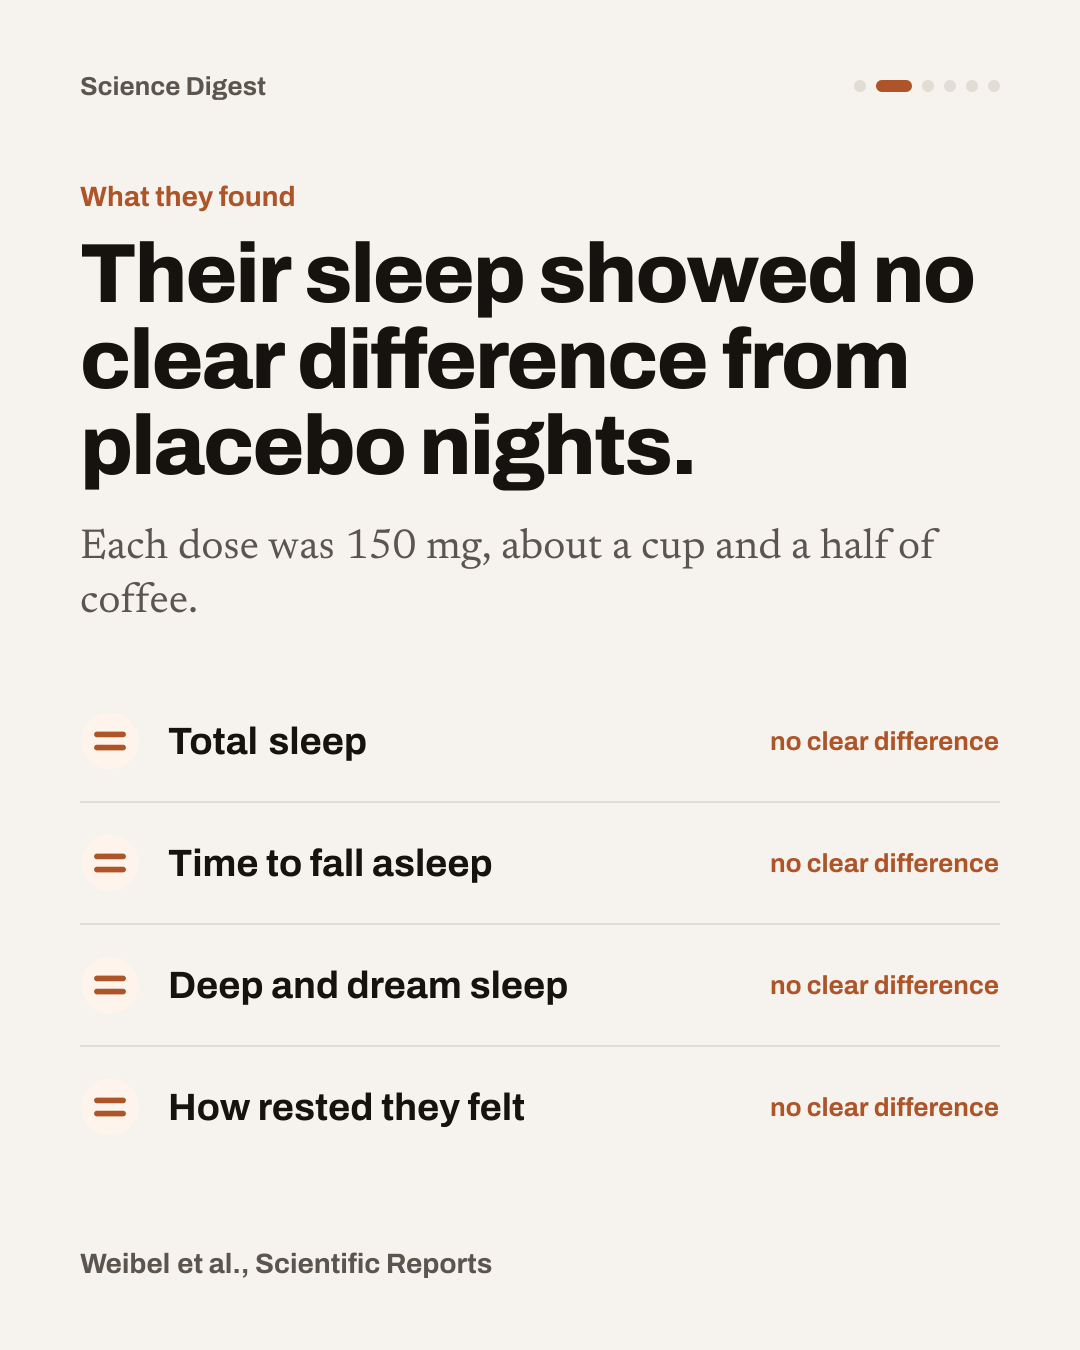 Science Digest
What they found
Their sleep showed no
clear difference from
placebo nights.
Each dose was 150 mg, about a cup and a half of
coffee.
Total sleep no clear difference
Time to fall asleep no clear difference
Deep and dream sleep no clear difference
How rested they felt no clear difference
Weibel et al., Scientific Reports